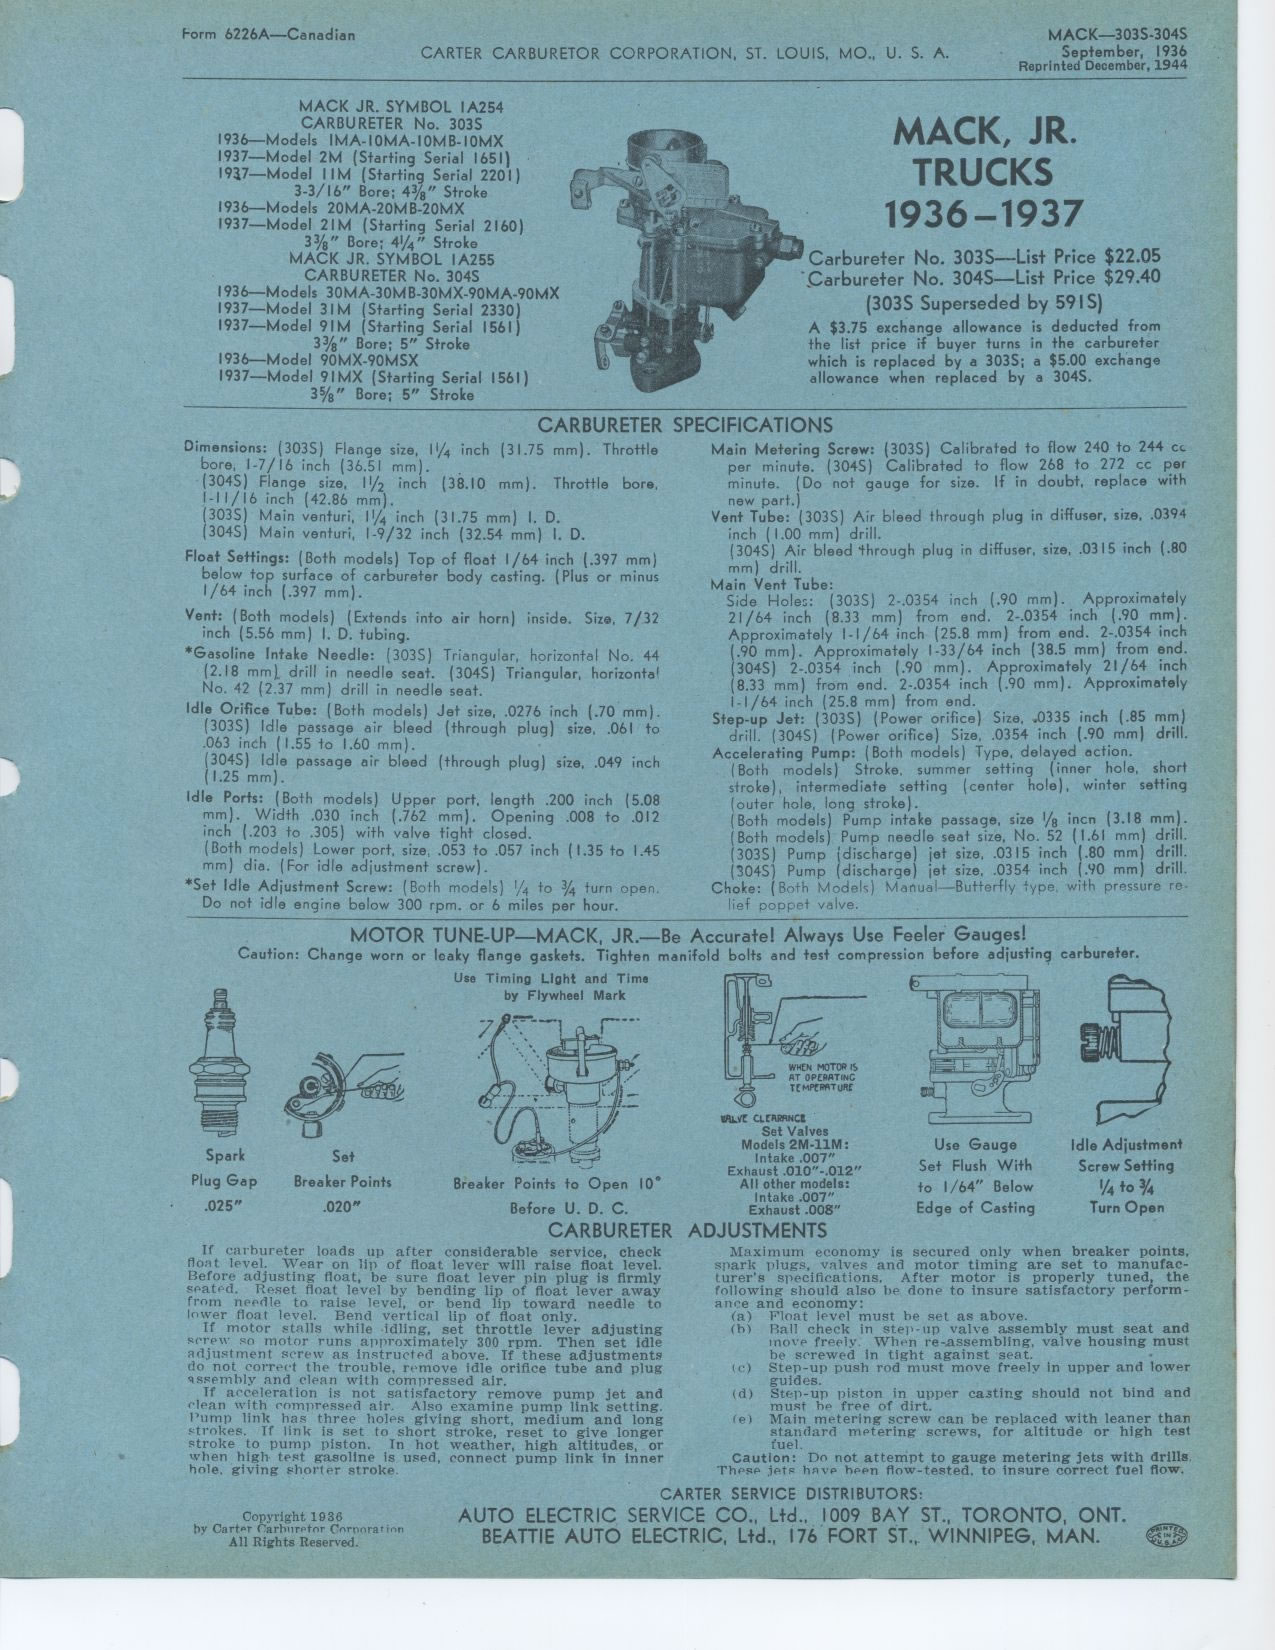 Form 6226A—Canadian
CARTER CARBURETOR CORPORATION, ST. LOUIS, MO., U. S. A.
MACK—303S-304S
September, 1936
Reprinted December, 1944
MACK JR. SYMBOL 1A254
CARBURETER No. 303S
1936—Models 1MA-10MA-10MB-10MX
1937—Model 2M (Starting Serial 1651)
1937—Model 11M (Starting Serial 2201)
3-3/16" Bore; 4⅜" Stroke
1936—Models 20MA-20MB-20MX
1937—Model 21M (Starting Serial 2160)
3⅜" Bore; 4¼" Stroke
MACK JR. SYMBOL 1A255
CARBURETER No. 304S
1936—Models 30MA-30MB-30MX-90MA-90MX
1937—Model 31M (Starting Serial 2330)
1937—Model 91M (Starting Serial 1561)
3⅜" Bore; 5" Stroke
1936—Model 90MX-90MSX
1937—Model 91MX (Starting Serial 1561)
3⅝" Bore; 5" Stroke
MACK, JR.
TRUCKS
1936–1937
Carbureter No. 303S—List Price $22.05
Carbureter No. 304S—List Price $29.40
(303S Superseded by 591S)
A $3.75 exchange allowance is deducted from
the list price if buyer turns in the carbureter
which is replaced by a 303S; a $5.00 exchange
allowance when replaced by a 304S.
CARBURETER SPECIFICATIONS
Dimensions: (303S) Flange size, 1¼ inch (31.75 mm). Throttle
bore, 1-7/16 inch (36.51 mm).
(304S) Flange size, 1½ inch (38.10 mm). Throttle bore,
1-11/16 inch (42.86 mm).
(303S) Main venturi, 1¼ inch (31.75 mm) I. D.
(304S) Main venturi, 1-9/32 inch (32.54 mm) I. D.
Float Settings: (Both models) Top of float 1/64 inch (.397 mm)
below top surface of carbureter body casting. (Plus or minus
1/64 inch (.397 mm).
Vent: (Both models) (Extends into air horn) inside. Size, 7/32
inch (5.56 mm) I. D. tubing.
*Gasoline Intake Needle: (303S) Triangular, horizontal No. 44
(2.18 mm) drill in needle seat. (304S) Triangular, horizontal
No. 42 (2.37 mm) drill in needle seat.
Idle Orifice Tube: (Both models) Jet size, .0276 inch (.70 mm).
(303S) Idle passage air bleed (through plug) size, .061 to
.063 inch (1.55 to 1.60 mm).
(304S) Idle passage air bleed (through plug) size, .049 inch
(1.25 mm).
Idle Ports: (Both models) Upper port, length .200 inch (5.08
mm). Width .030 inch (.762 mm). Opening .008 to .012
inch (.203 to .305) with valve tight closed.
(Both models) Lower port, size, .053 to .057 inch (1.35 to 1.45
mm) dia. (For idle adjustment screw).
*Set Idle Adjustment Screw: (Both models) ¼ to ¾ turn open.
Do not idle engine below 300 rpm. or 6 miles per hour.
Main Metering Screw: (303S) Calibrated to flow 240 to 244 cc
per minute. (304S) Calibrated to flow 268 to 272 cc per
minute. (Do not gauge for size. If in doubt, replace with
new part.)
Vent Tube: (303S) Air bleed through plug in diffuser, size, .0394
inch (1.00 mm) drill.
(304S) Air bleed through plug in diffuser, size, .0315 inch (.80
mm) drill.
Main Vent Tube:
Side Holes: (303S) 2-.0354 inch (.90 mm). Approximately
21/64 inch (8.33 mm) from end. 2-.0354 inch (.90 mm).
Approximately 1-1/64 inch (25.8 mm) from end. 2-.0354 inch
(.90 mm). Approximately 1-33/64 inch (38.5 mm) from end.
(304S) 2-.0354 inch (.90 mm). Approximately 21/64 inch
(8.33 mm) from end. 2-.0354 inch (.90 mm). Approximately
1-1/64 inch (25.8 mm) from end.
Step-up Jet: (303S) (Power orifice) Size, .0335 inch (.85 mm)
drill. (304S) (Power orifice) Size, .0354 inch (.90 mm) drill.
Accelerating Pump: (Both models) Type, delayed action.
(Both models) Stroke, summer setting (inner hole, short
stroke), intermediate setting (center hole), winter setting
(outer hole, long stroke).
(Both models) Pump intake passage, size ⅛ incn (3.18 mm).
(Both models) Pump needle seat size, No. 52 (1.61 mm) drill.
(303S) Pump (discharge) jet size, .0315 inch (.80 mm) drill.
(304S) Pump (discharge) jet size, .0354 inch (.90 mm) drill.
Choke: (Both Models) Manual—Butterfly type, with pressure re-
lief poppet valve.
MOTOR TUNE-UP—MACK, JR.—Be Accurate! Always Use Feeler Gauges!
Caution: Change worn or leaky flange gaskets. Tighten manifold bolts and test compression before adjusting carbureter.
Use Timing Light and Time
by Flywheel Mark
WHEN MOTOR IS
AT OPERATING
TEMPERATURE
VALVE CLEARANCE
Set Valves
Models 2M-11M:
Intake .007"
Exhaust .010"-.012"
All other models:
Intake .007"
Exhaust .008"
Spark
Plug Gap
.025"
Set
Breaker Points
.020"
Breaker Points to Open 10°
Before U. D. C.
Use Gauge
Set Flush With
to 1/64" Below
Edge of Casting
Idle Adjustment
Screw Setting
¼ to ¾
Turn Open
CARBURETER ADJUSTMENTS
If carbureter loads up after considerable service, check
float level. Wear on lip of float lever will raise float level.
Before adjusting float, be sure float lever pin plug is firmly
seated. Reset float level by bending lip of float lever away
from needle to raise level, or bend lip toward needle to
lower float level. Bend vertical lip of float only.
If motor stalls while idling, set throttle lever adjusting
screw so motor runs approximately 300 rpm. Then set idle
adjustment screw as instructed above. If these adjustments
do not correct the trouble, remove idle orifice tube and plug
assembly and clean with compressed air.
If acceleration is not satisfactory remove pump jet and
clean with compressed air. Also examine pump link setting.
Pump link has three holes giving short, medium and long
strokes. If link is set to short stroke, reset to give longer
stroke to pump piston. In hot weather, high altitudes, or
when high test gasoline is used, connect pump link in inner
hole, giving shorter stroke.
Maximum economy is secured only when breaker points,
spark plugs, valves and motor timing are set to manufac-
turer's specifications. After motor is properly tuned, the
following should also be done to insure satisfactory perform-
ance and economy:
(a) Float level must be set as above.
(b) Ball check in step-up valve assembly must seat and
move freely. When re-assembling, valve housing must
be screwed in tight against seat.
(c) Step-up push rod must move freely in upper and lower
guides.
(d) Step-up piston in upper casting should not bind and
must be free of dirt.
(e) Main metering screw can be replaced with leaner than
standard metering screws, for altitude or high test
fuel.
Caution: Do not attempt to gauge metering jets with drills.
These jets have been flow-tested, to insure correct fuel flow.
Copyright 1936
by Carter Carburetor Corporation
All Rights Reserved.
CARTER SERVICE DISTRIBUTORS:
AUTO ELECTRIC SERVICE CO., Ltd., 1009 BAY ST., TORONTO, ONT.
BEATTIE AUTO ELECTRIC, Ltd., 176 FORT ST., WINNIPEG, MAN.
PRINTED
IN
U.S.A.